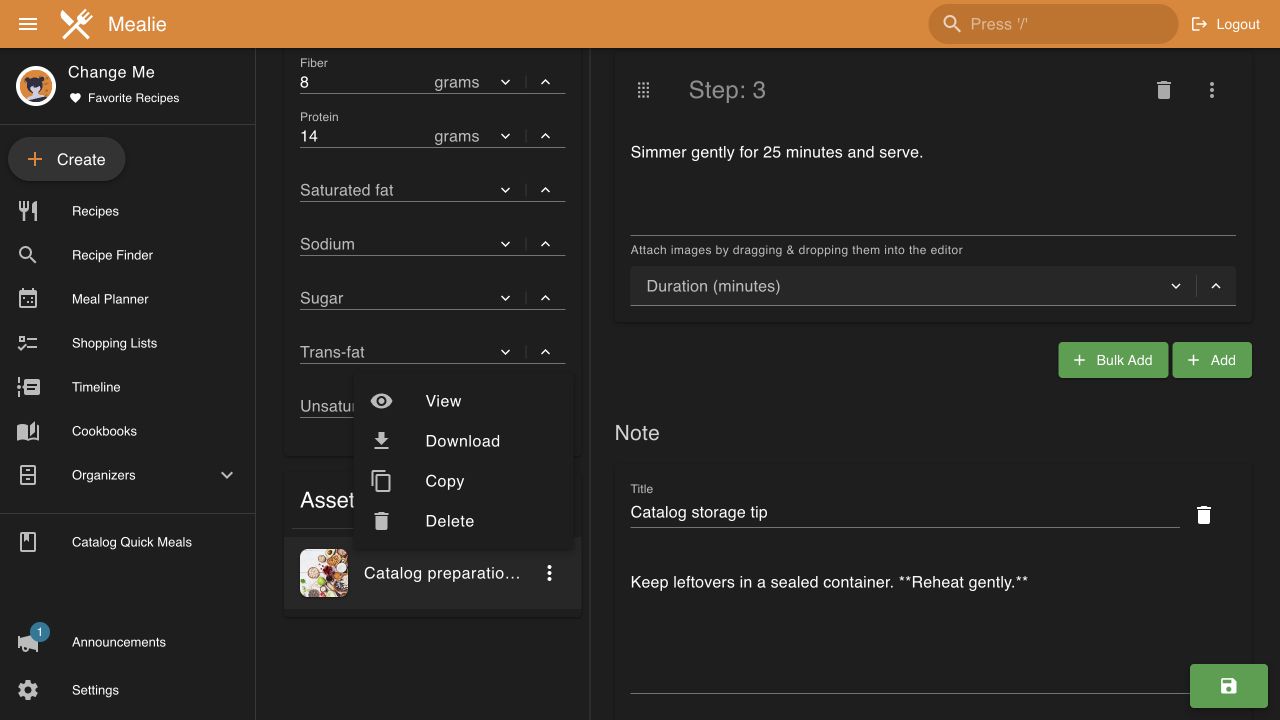 Mealie
Press '/'
Logout
Change Me
Favorite Recipes
Create
Recipes
Recipe Finder
Meal Planner
Shopping Lists
Timeline
Cookbooks
Organizers
Catalog Quick Meals
1
Announcements
Settings
Fiber
8 grams
Protein
14 grams
Saturated fat
Sodium
Sugar
Trans-fat
View
Download
Copy
Delete
Catalog preparatio…
Step: 3
Simmer gently for 25 minutes and serve.
Attach images by dragging & dropping them into the editor
Duration (minutes)
Bulk Add
Add
Note
Title
Catalog storage tip
Keep leftovers in a sealed container. **Reheat gently.**